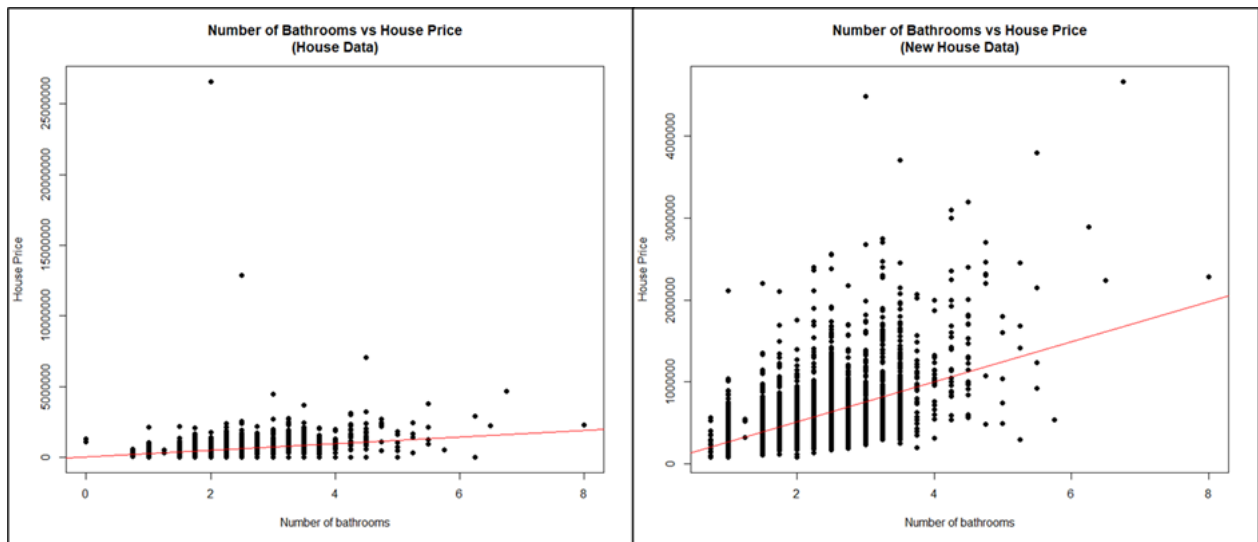 Number of Bathrooms vs House Price
(House Data)
House Price
25000000
20000000
15000000
10000000
5000000
0
0 2 4 6 8
Number of bathrooms
Number of Bathrooms vs House Price
(New House Data)
House Price
4000000
3000000
2000000
1000000
0
2 4 6 8
Number of bathrooms